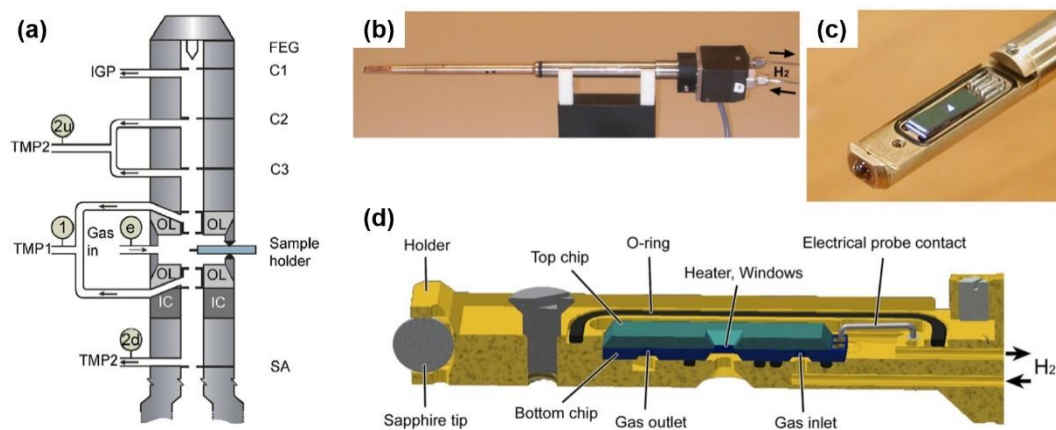 (a)
FEG
IGP
C1
C2
2u
TMP2
C3
OL
OL
1
Gas
in
e
TMP1
Sample
holder
OL
OL
IC
IC
2d
TMP2
SA
(b)
H2
(c)
(d)
Holder
O-ring
Electrical probe contact
Top chip
Heater, Windows
H2
Sapphire tip
Bottom chip
Gas outlet
Gas inlet